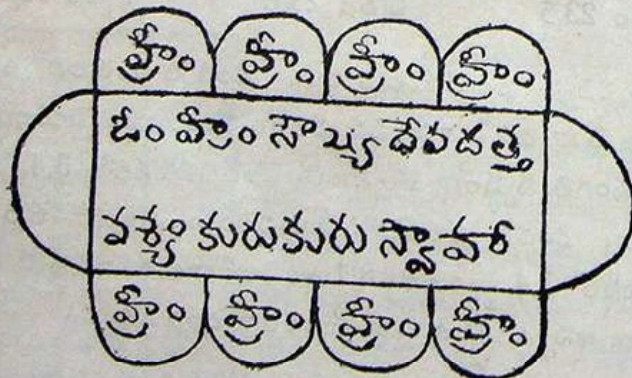 హ్రీం హ్రీం హ్రీం హ్రీం
ఓం హ్రీం సౌఖ్య దేవదత్త
వశ్యం కురుకురు స్వాహా
హ్రీం హ్రీం హ్రీం హ్రీం